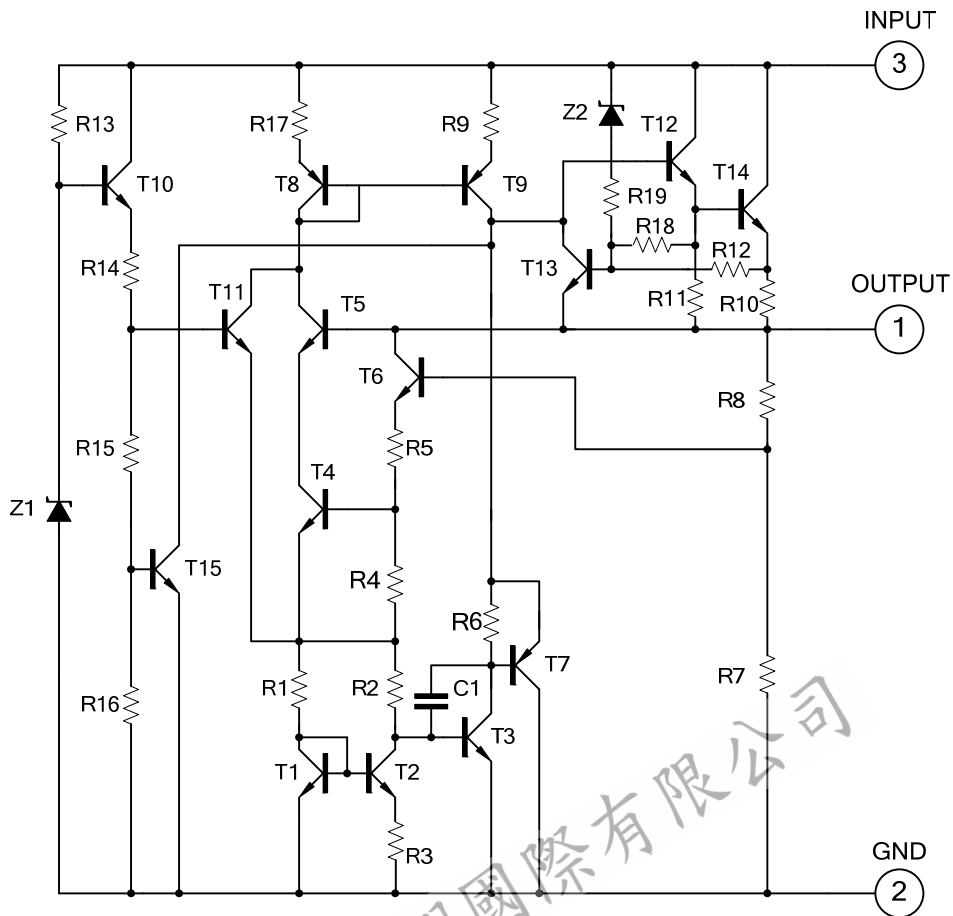 INPUT
3
R13
R17
R9
Z2
T12
T10
T8
T9
T14
R19
R18
R12
R14
T11
T5
T13
R11
R10
OUTPUT
1
T6
R8
R15
R5
Z1
T4
T15
R4
R6
T7
R16
R1
R2
C1
R7
T3
T1
T2
R3
GND
2
國際有限公司